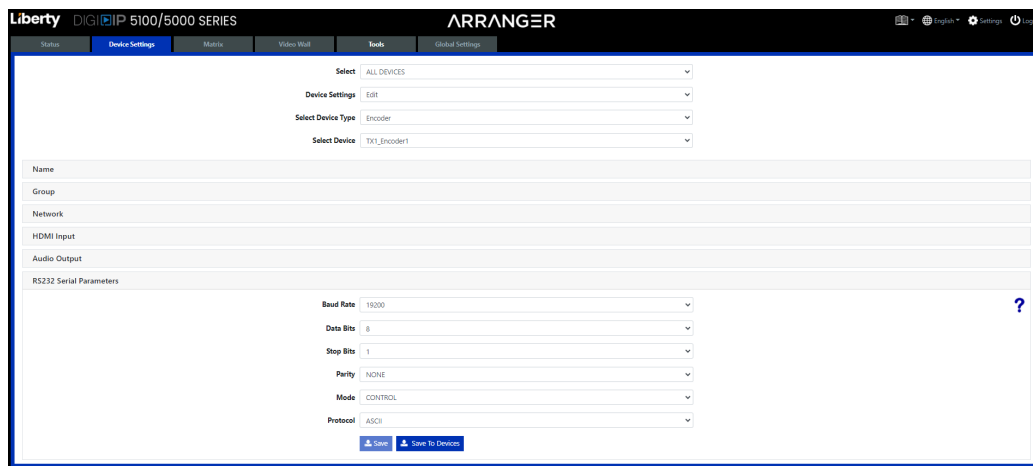 Liberty DIGI IP 5100/5000 SERIES ARRANGER English Settings Log
Status Device Settings Matrix Video Wall Tools Global Settings
Select ALL DEVICES
Device Settings Edit
Select Device Type Encoder
Select Device TX1_Encoder1
Name
Group
Network
HDMI Input
Audio Output
RS232 Serial Parameters
Baud Rate 19200 ?
Data Bits 8
Stop Bits 1
Parity NONE
Mode CONTROL
Protocol ASCII
Save Save To Devices